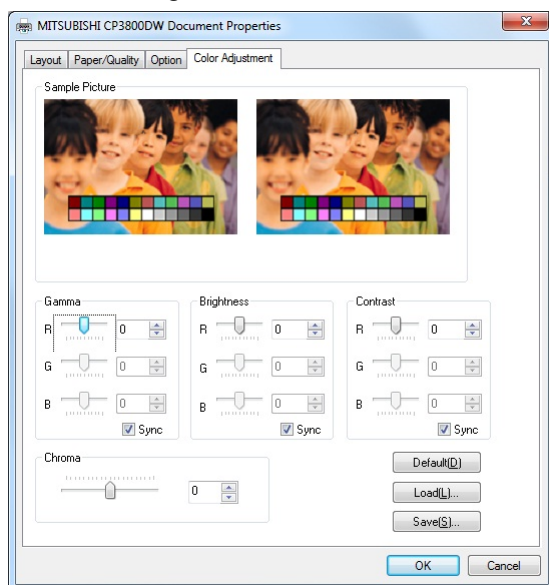 MITSUBISHI CP3800DW Document Properties
Layout Paper/Quality Option Color Adjustment
Sample Picture
Gamma Brightness Contrast
R 0 R 0 R 0
G 0 G 0 G 0
B 0 B 0 B 0
Sync Sync Sync
Chroma
0
Default(D)
Load(L)...
Save(S)...
OK Cancel